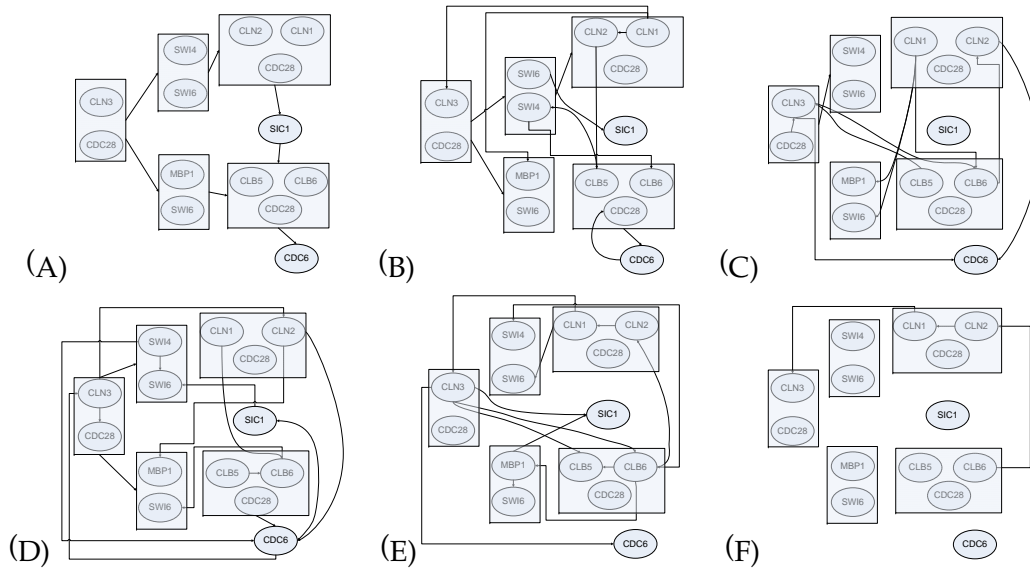 CLN2 CLN1
SWI4
SWI6
CDC28
CLN3
CDC28
SIC1
MBP1
SWI6
CLB5 CLB6
CDC28
CDC6
(A)
CLN2 CLN1
CDC28
SWI6
SWI4
CLN3
CDC28
SIC1
MBP1
SWI6
CLB5 CLB6
CDC28
CDC6
(B)
CLN1 CLN2
SWI4
CDC28
SWI6
CLN3
CDC28
SIC1
MBP1
SWI6
CLB5 CLB6
CDC28
CDC6
(C)
CLN1 CLN2
SWI4
CDC28
SWI6
CLN3
CDC28
SIC1
MBP1
SWI6
CLB5 CLB6
CDC28
CDC6
(D)
CLN1 CLN2
SWI4
CDC28
SWI6
CLN3
CDC28
SIC1
MBP1
SWI6
CLB5 CLB6
CDC28
CDC6
(E)
CLN1 CLN2
SWI4
CDC28
SWI6
CLN3
CDC28
SIC1
MBP1
SWI6
CLB5 CLB6
CDC28
CDC6
(F)